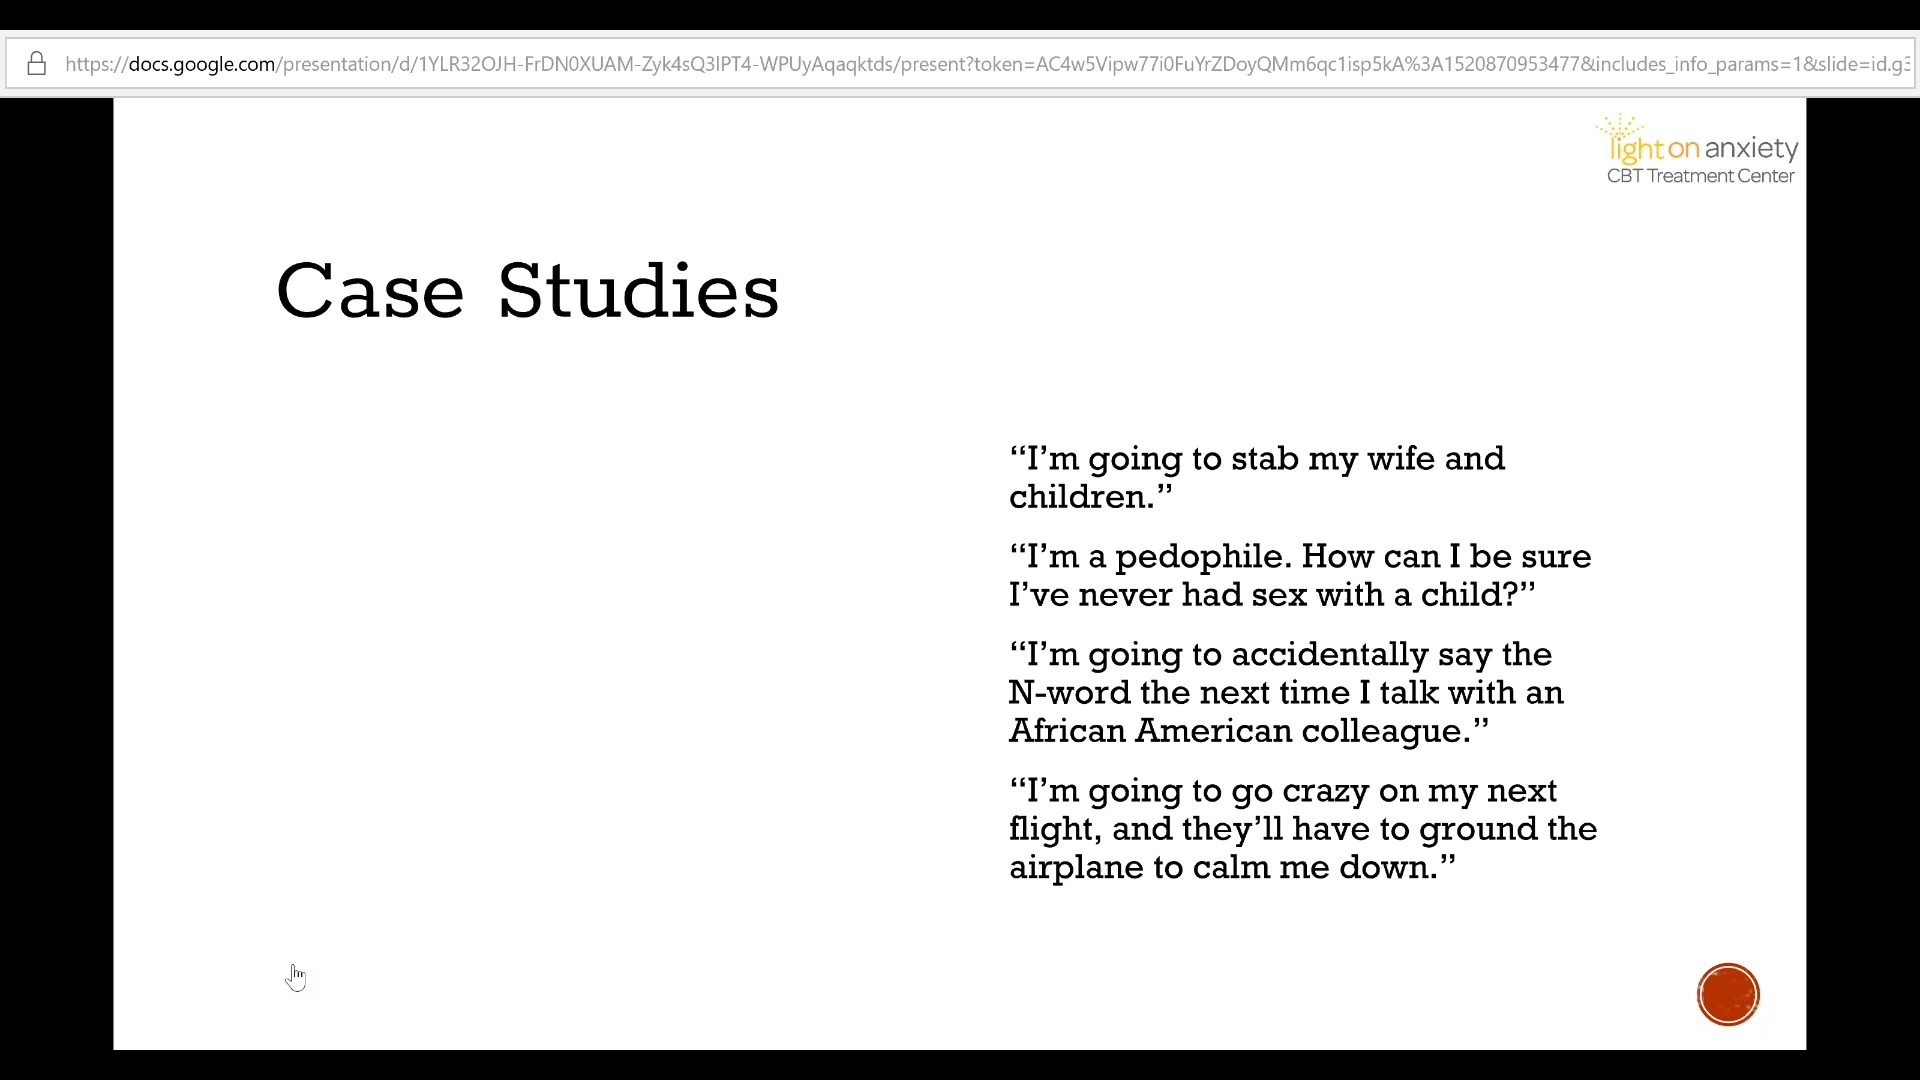 https://docs.google.com/presentation/d/1YLR32OJH-FrDN0XUAM-Zyk4sQ3lPT4-WPUyAqaqktds/present?token=AC4w5Vipw77i0FuYrZDoyQMm6qc1isp5kA%3A1520870953477&includes_info_params=1&slide=id.g3
light on anxiety
CBT Treatment Center
Case Studies
“I’m going to stab my wife and
children.”
“I’m a pedophile. How can I be sure
I’ve never had sex with a child?”
“I’m going to accidentally say the
N-word the next time I talk with an
African American colleague.”
“I’m going to go crazy on my next
flight, and they’ll have to ground the
airplane to calm me down.”